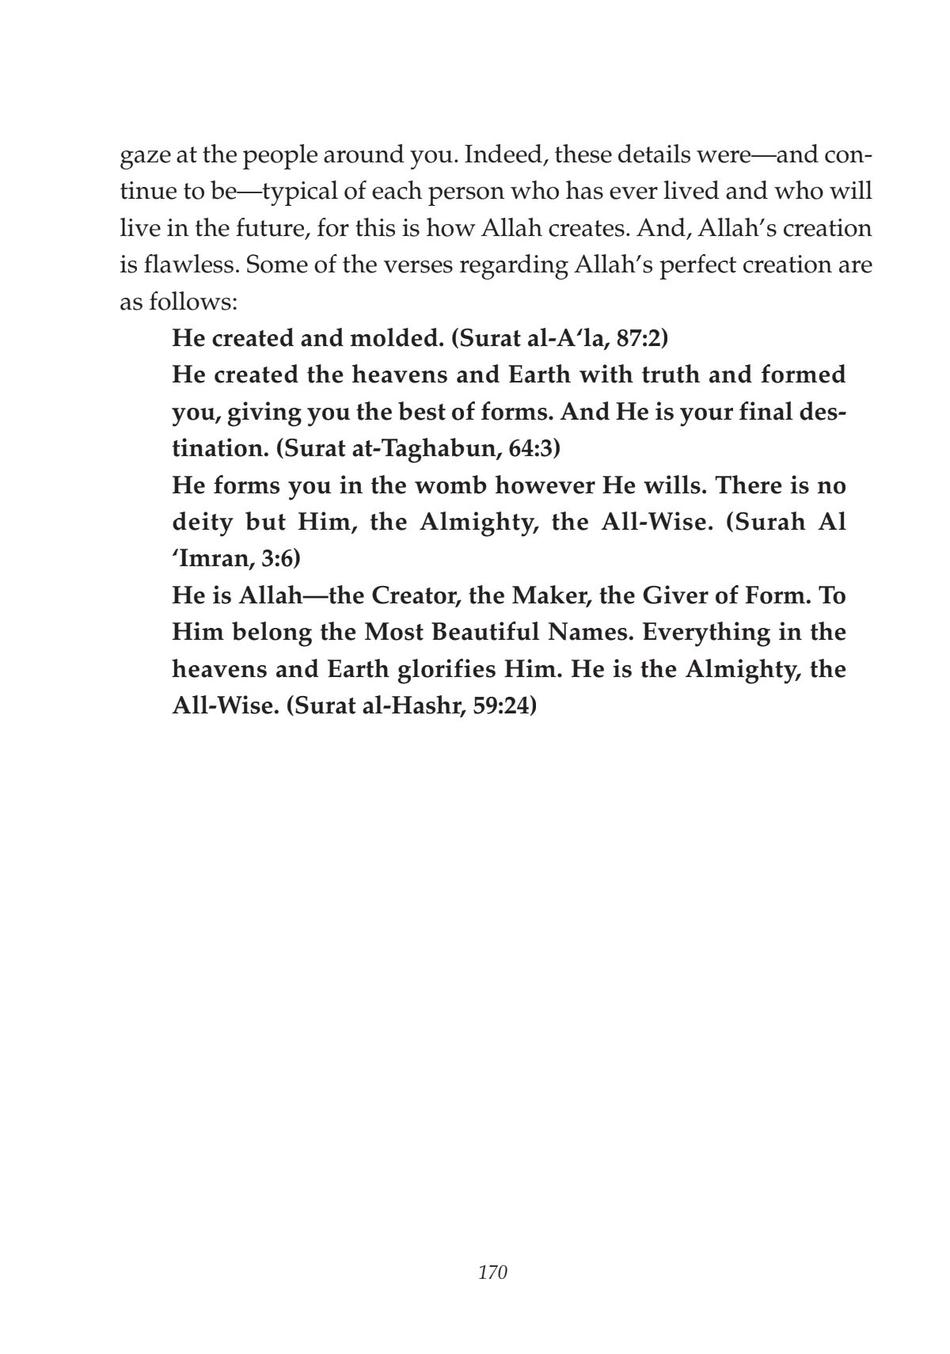 gaze at the people around you. Indeed, these details were—and con-
tinue to be—typical of each person who has ever lived and who will
live in the future, for this is how Allah creates. And, Allah’s creation
is flawless. Some of the verses regarding Allah’s perfect creation are
as follows:
He created and molded. (Surat al-A‘la, 87:2)
He created the heavens and Earth with truth and formed
you, giving you the best of forms. And He is your final des-
tination. (Surat at-Taghabun, 64:3)
He forms you in the womb however He wills. There is no
deity but Him, the Almighty, the All-Wise. (Surah Al
‘Imran, 3:6)
He is Allah—the Creator, the Maker, the Giver of Form. To
Him belong the Most Beautiful Names. Everything in the
heavens and Earth glorifies Him. He is the Almighty, the
All-Wise. (Surat al-Hashr, 59:24)
170